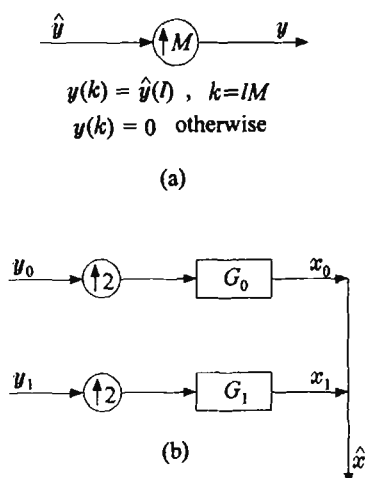 ŷ ↑M y
y(k) = ŷ(l) , k=lM
y(k) = 0 otherwise
(a)
y₀ ↑2 G₀ x₀
y₁ ↑2 G₁ x₁
(b) x̂